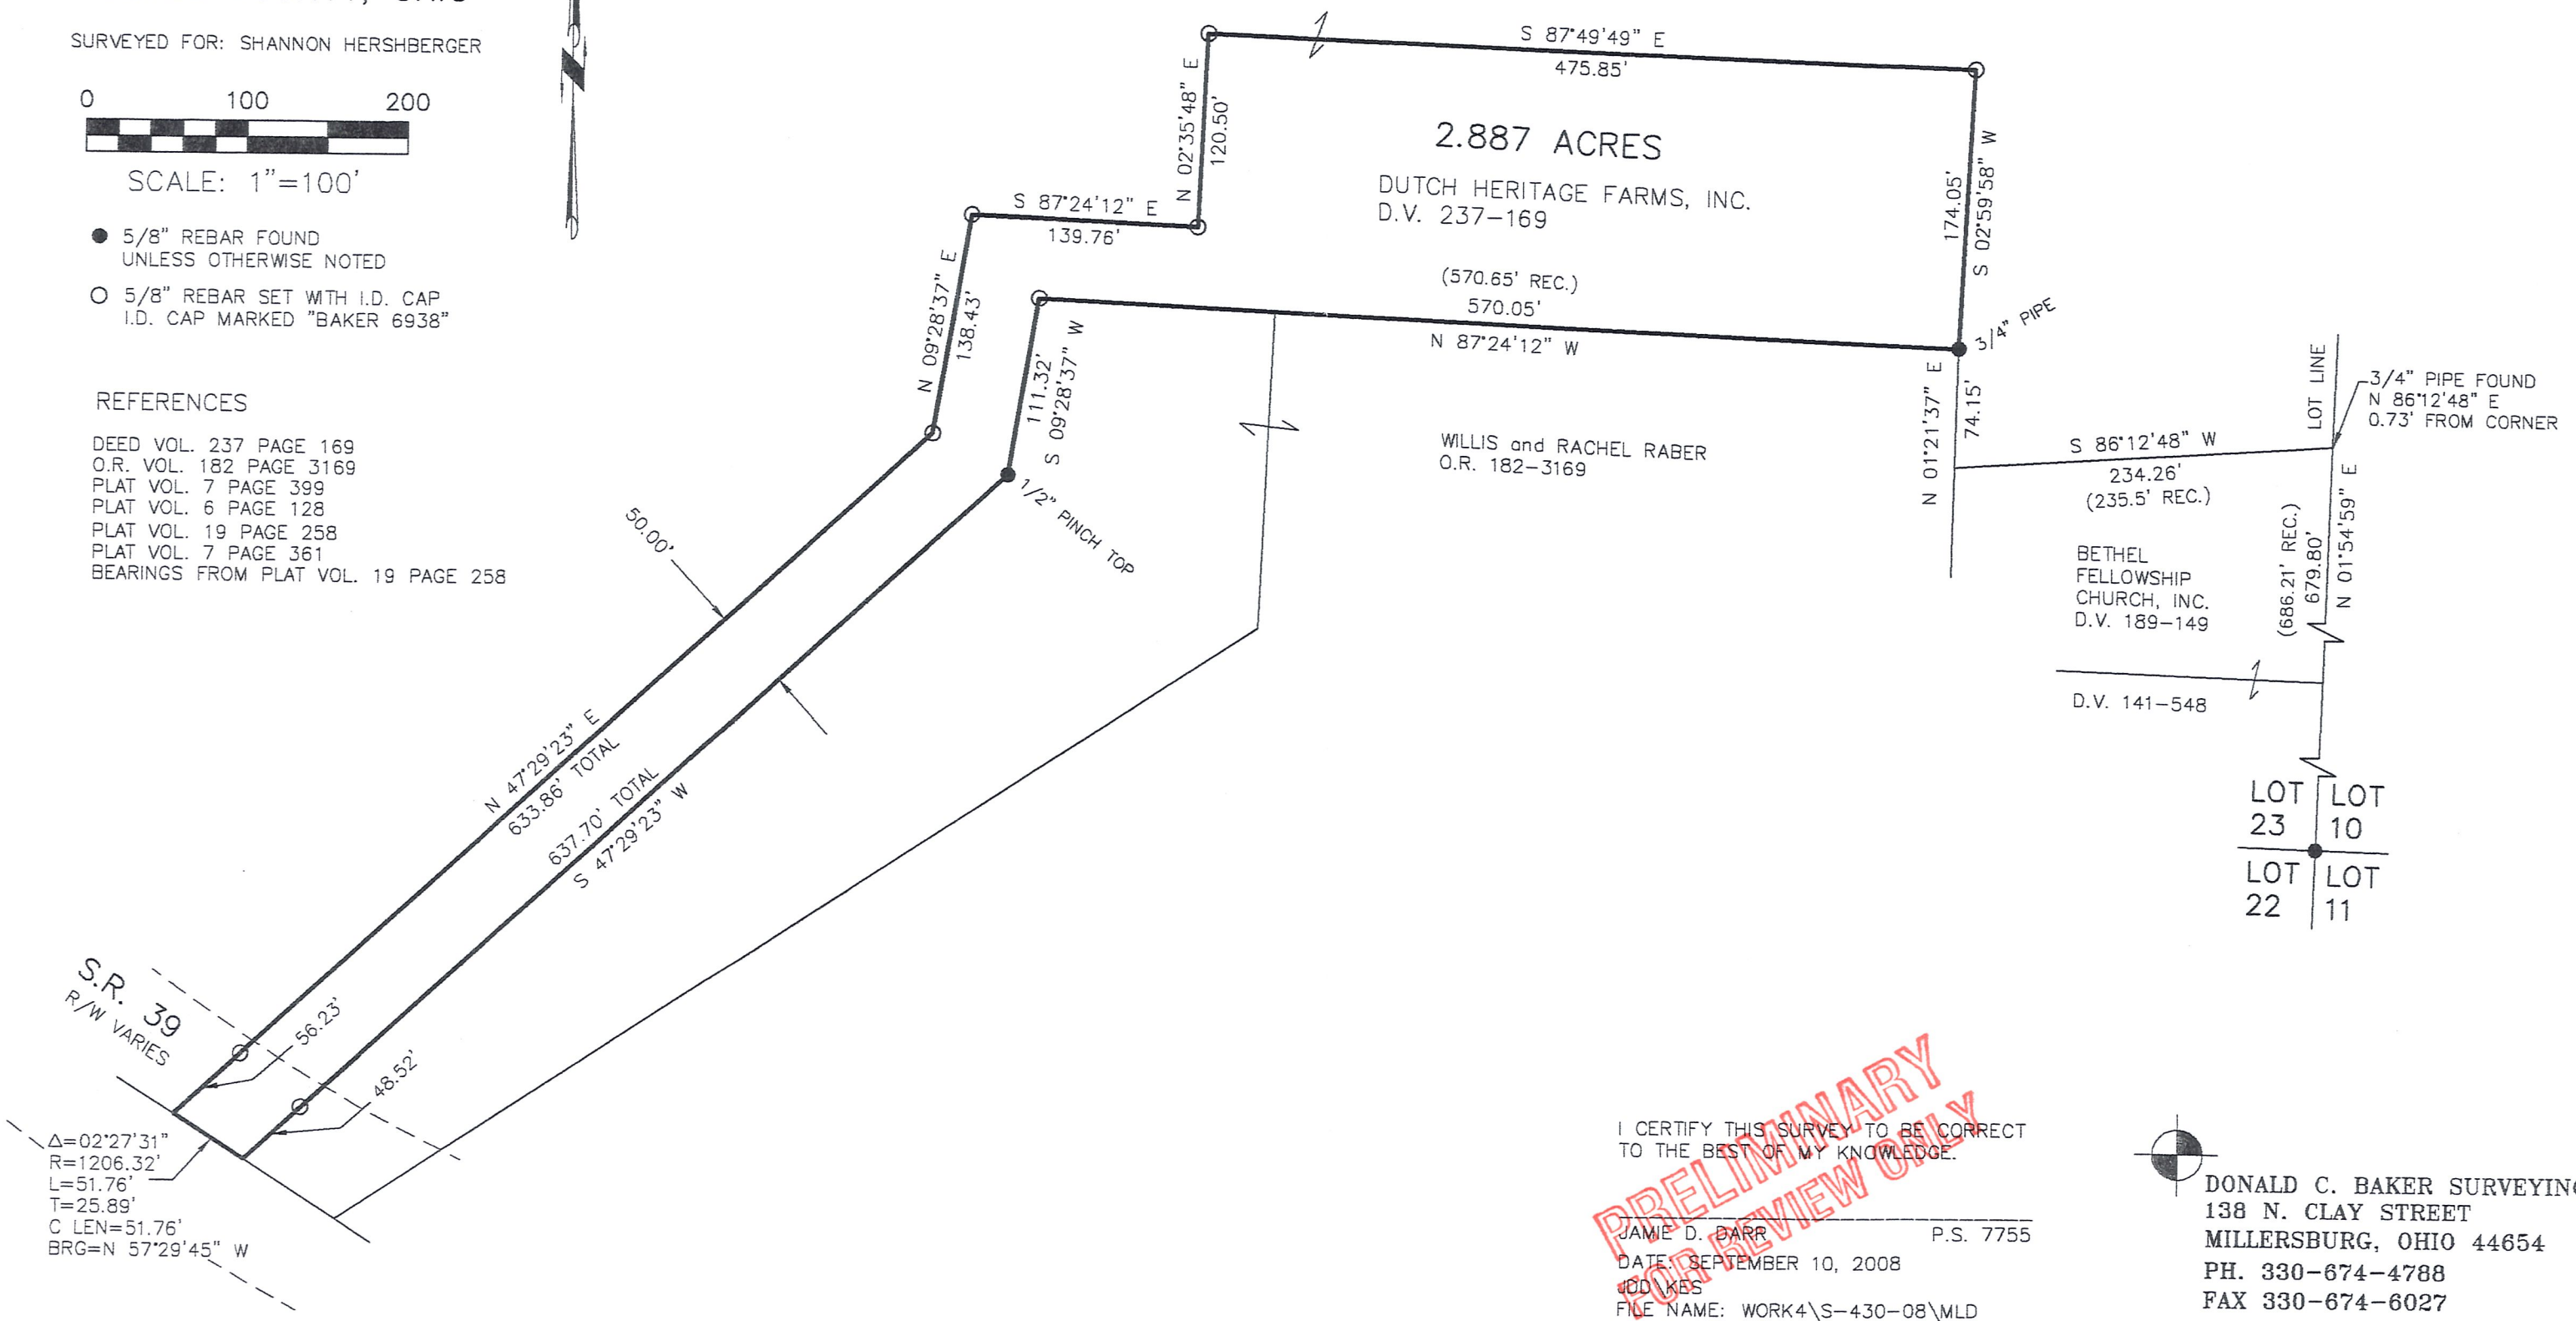 SURVEYED FOR: SHANNON HERSHBERGER
0 100 200
SCALE: 1"=100'
5/8" REBAR FOUND
UNLESS OTHERWISE NOTED
5/8" REBAR SET WITH I.D. CAP
I.D. CAP MARKED "BAKER 6938"
REFERENCES
DEED VOL. 237 PAGE 169
O.R. VOL. 182 PAGE 3169
PLAT VOL. 7 PAGE 399
PLAT VOL. 6 PAGE 128
PLAT VOL. 19 PAGE 258
PLAT VOL. 7 PAGE 361
BEARINGS FROM PLAT VOL. 19 PAGE 258
S 87°49'49" E
475.85'
N 02°35'48" E
120.50'
2.887 ACRES
DUTCH HERITAGE FARMS, INC.
D.V. 237-169
174.05'
S 02°59'58" W
S 87°24'12" E
139.76'
N 09°28'37" E
138.43'
(570.65' REC.)
570.05'
N 87°24'12" W
3/4" PIPE
111.32'
S 09°28'37" W
1/2" PINCH TOP
WILLIS and RACHEL RABER
O.R. 182-3169
N 01°21'37" E
74.15'
LOT LINE
3/4" PIPE FOUND
N 86°12'48" E
0.73' FROM CORNER
S 86°12'48" W
234.26'
(235.5' REC.)
BETHEL
FELLOWSHIP
CHURCH, INC.
D.V. 189-149
(686.21' REC.)
679.80'
N 01°54'59" E
D.V. 141-548
LOT 23
LOT 10
LOT 22
LOT 11
50.00'
N 47°29'23" E
633.86' TOTAL
637.70' TOTAL
S 47°29'23" W
S.R. 39
R/W VARIES
56.23'
48.52'
Δ=02°27'31"
R=1206.32'
L=51.76'
T=25.89'
C LEN=51.76'
BRG=N 57°29'45" W
I CERTIFY THIS SURVEY TO BE CORRECT
TO THE BEST OF MY KNOWLEDGE.
PRELIMINARY
FOR REVIEW ONLY
JAMIE D. DARR P.S. 7755
DATE: SEPTEMBER 10, 2008
JDD\KES
FILE NAME: WORK4\S-430-08\MLD
DONALD C. BAKER SURVEYING
138 N. CLAY STREET
MILLERSBURG, OHIO 44654
PH. 330-674-4788
FAX 330-674-6027